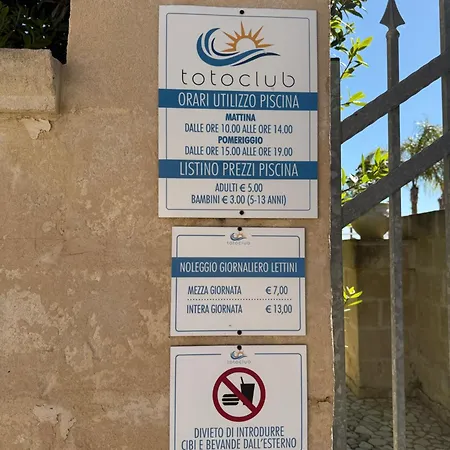 totoclub
ORARI UTILIZZO PISCINA
MATTINA
DALLE ORE 10.00 ALLE ORE 14.00
POMERIGGIO
DALLE ORE 15.00 ALLE ORE 19.00
LISTINO PREZZI PISCINA
ADULTI € 5.00
BAMBINI € 3.00 (5-13 ANNI)
totoclub
NOLEGGIO GIORNALIERO LETTINI
MEZZA GIORNATA € 7,00
INTERA GIORNATA € 13,00
totoclub
DIVIETO DI INTRODURRE
CIBI E BEVANDE DALL'ESTERNO